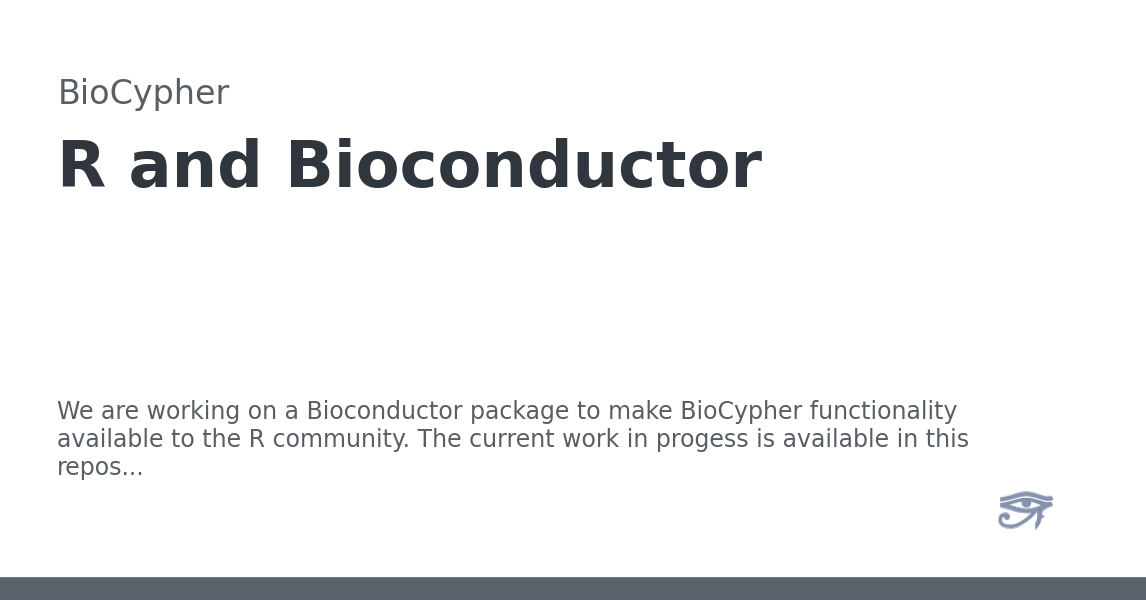 BioCypher
R and Bioconductor
We are working on a Bioconductor package to make BioCypher functionality
available to the R community. The current work in progess is available in this
repos...